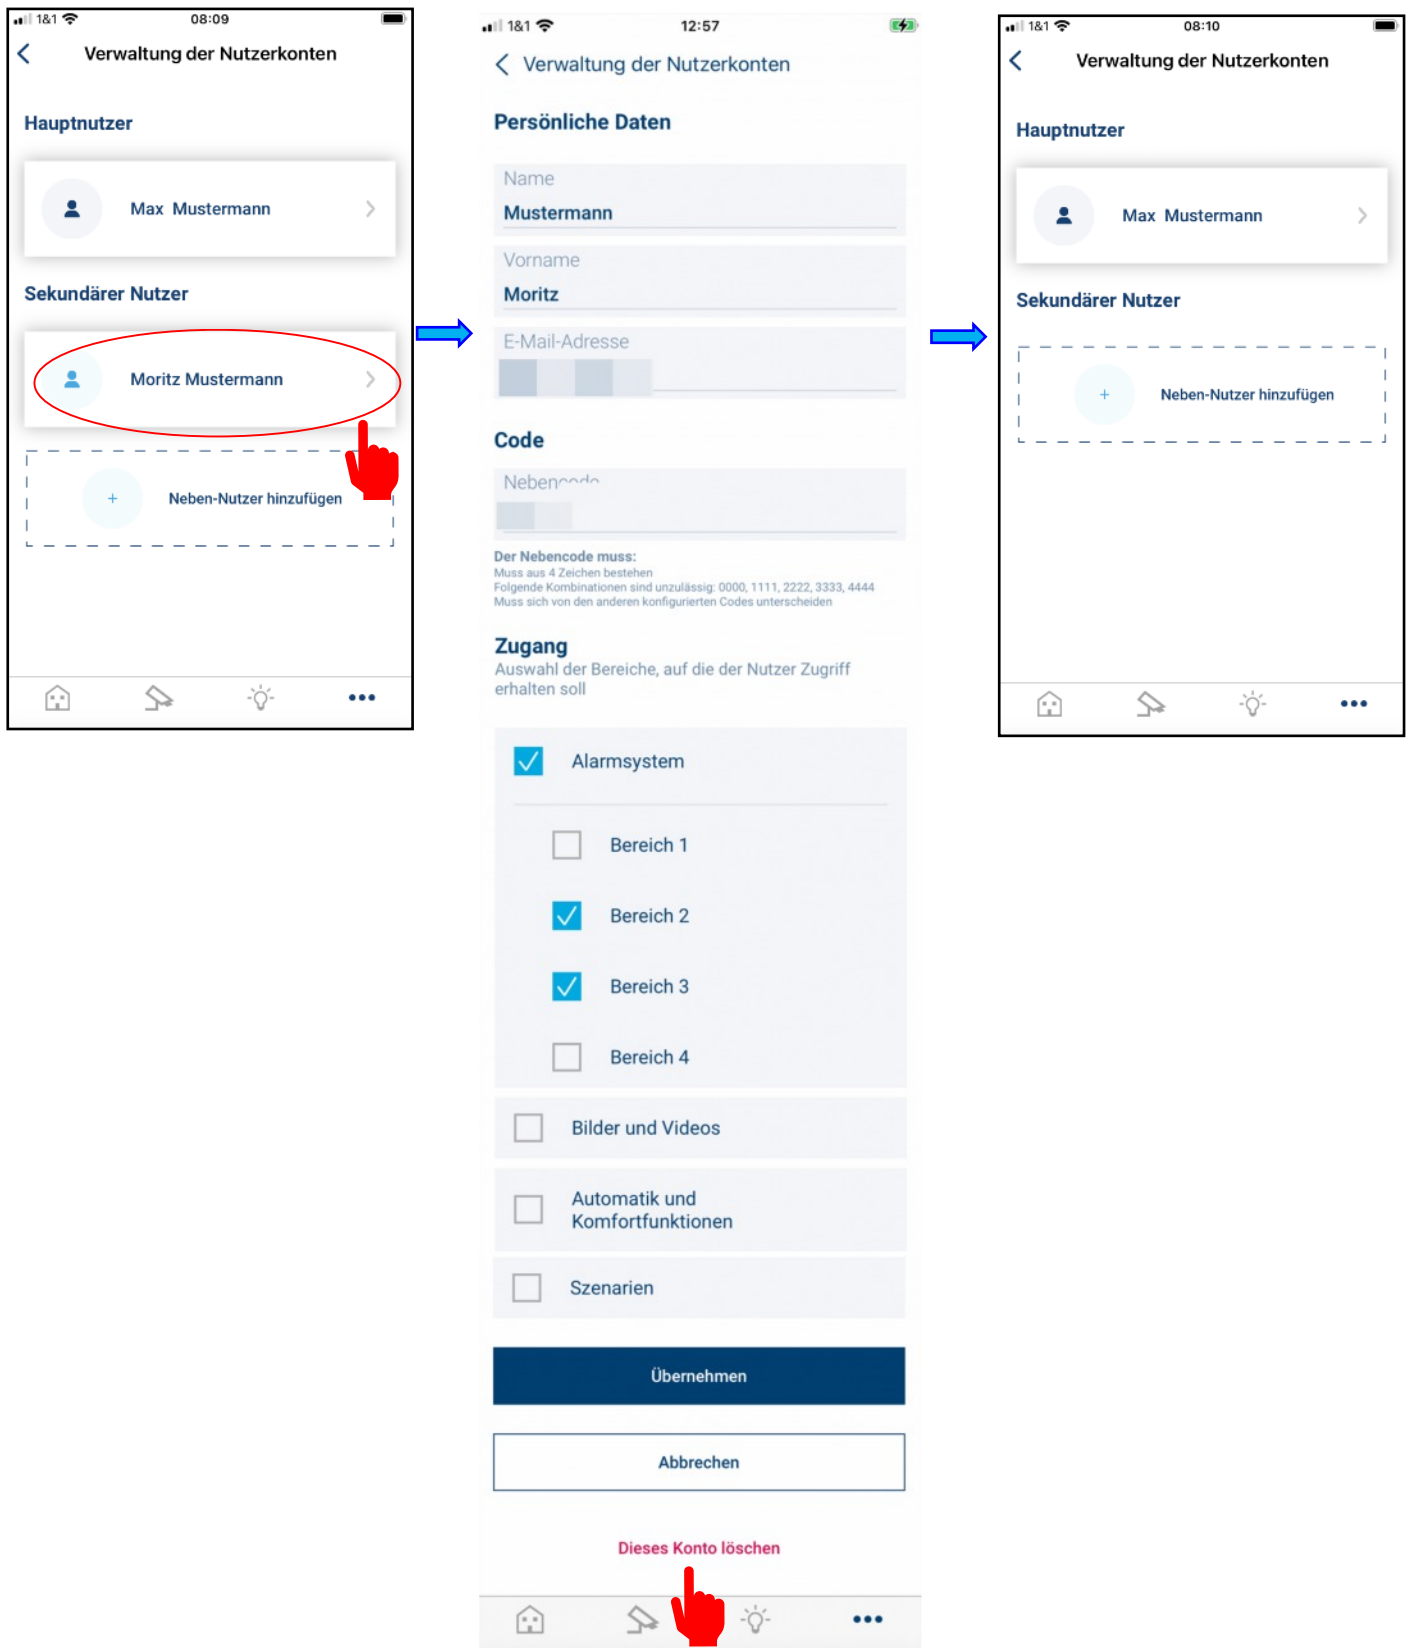 1&1
08:09
Verwaltung der Nutzerkonten
Hauptnutzer
Max Mustermann
Sekundärer Nutzer
Moritz Mustermann
+
Neben-Nutzer hinzufügen
1&1
12:57
Verwaltung der Nutzerkonten
Persönliche Daten
Name
Mustermann
Vorname
Moritz
E-Mail-Adresse
Code
Nebencode
Der Nebencode muss:
Muss aus 4 Zeichen bestehen
Folgende Kombinationen sind unzulässig: 0000, 1111, 2222, 3333, 4444
Muss sich von den anderen konfigurierten Codes unterscheiden
Zugang
Auswahl der Bereiche, auf die der Nutzer Zugriff
erhalten soll
Alarmsystem
Bereich 1
Bereich 2
Bereich 3
Bereich 4
Bilder und Videos
Automatik und
Komfortfunktionen
Szenarien
Übernehmen
Abbrechen
Dieses Konto löschen
1&1
08:10
Verwaltung der Nutzerkonten
Hauptnutzer
Max Mustermann
Sekundärer Nutzer
+
Neben-Nutzer hinzufügen